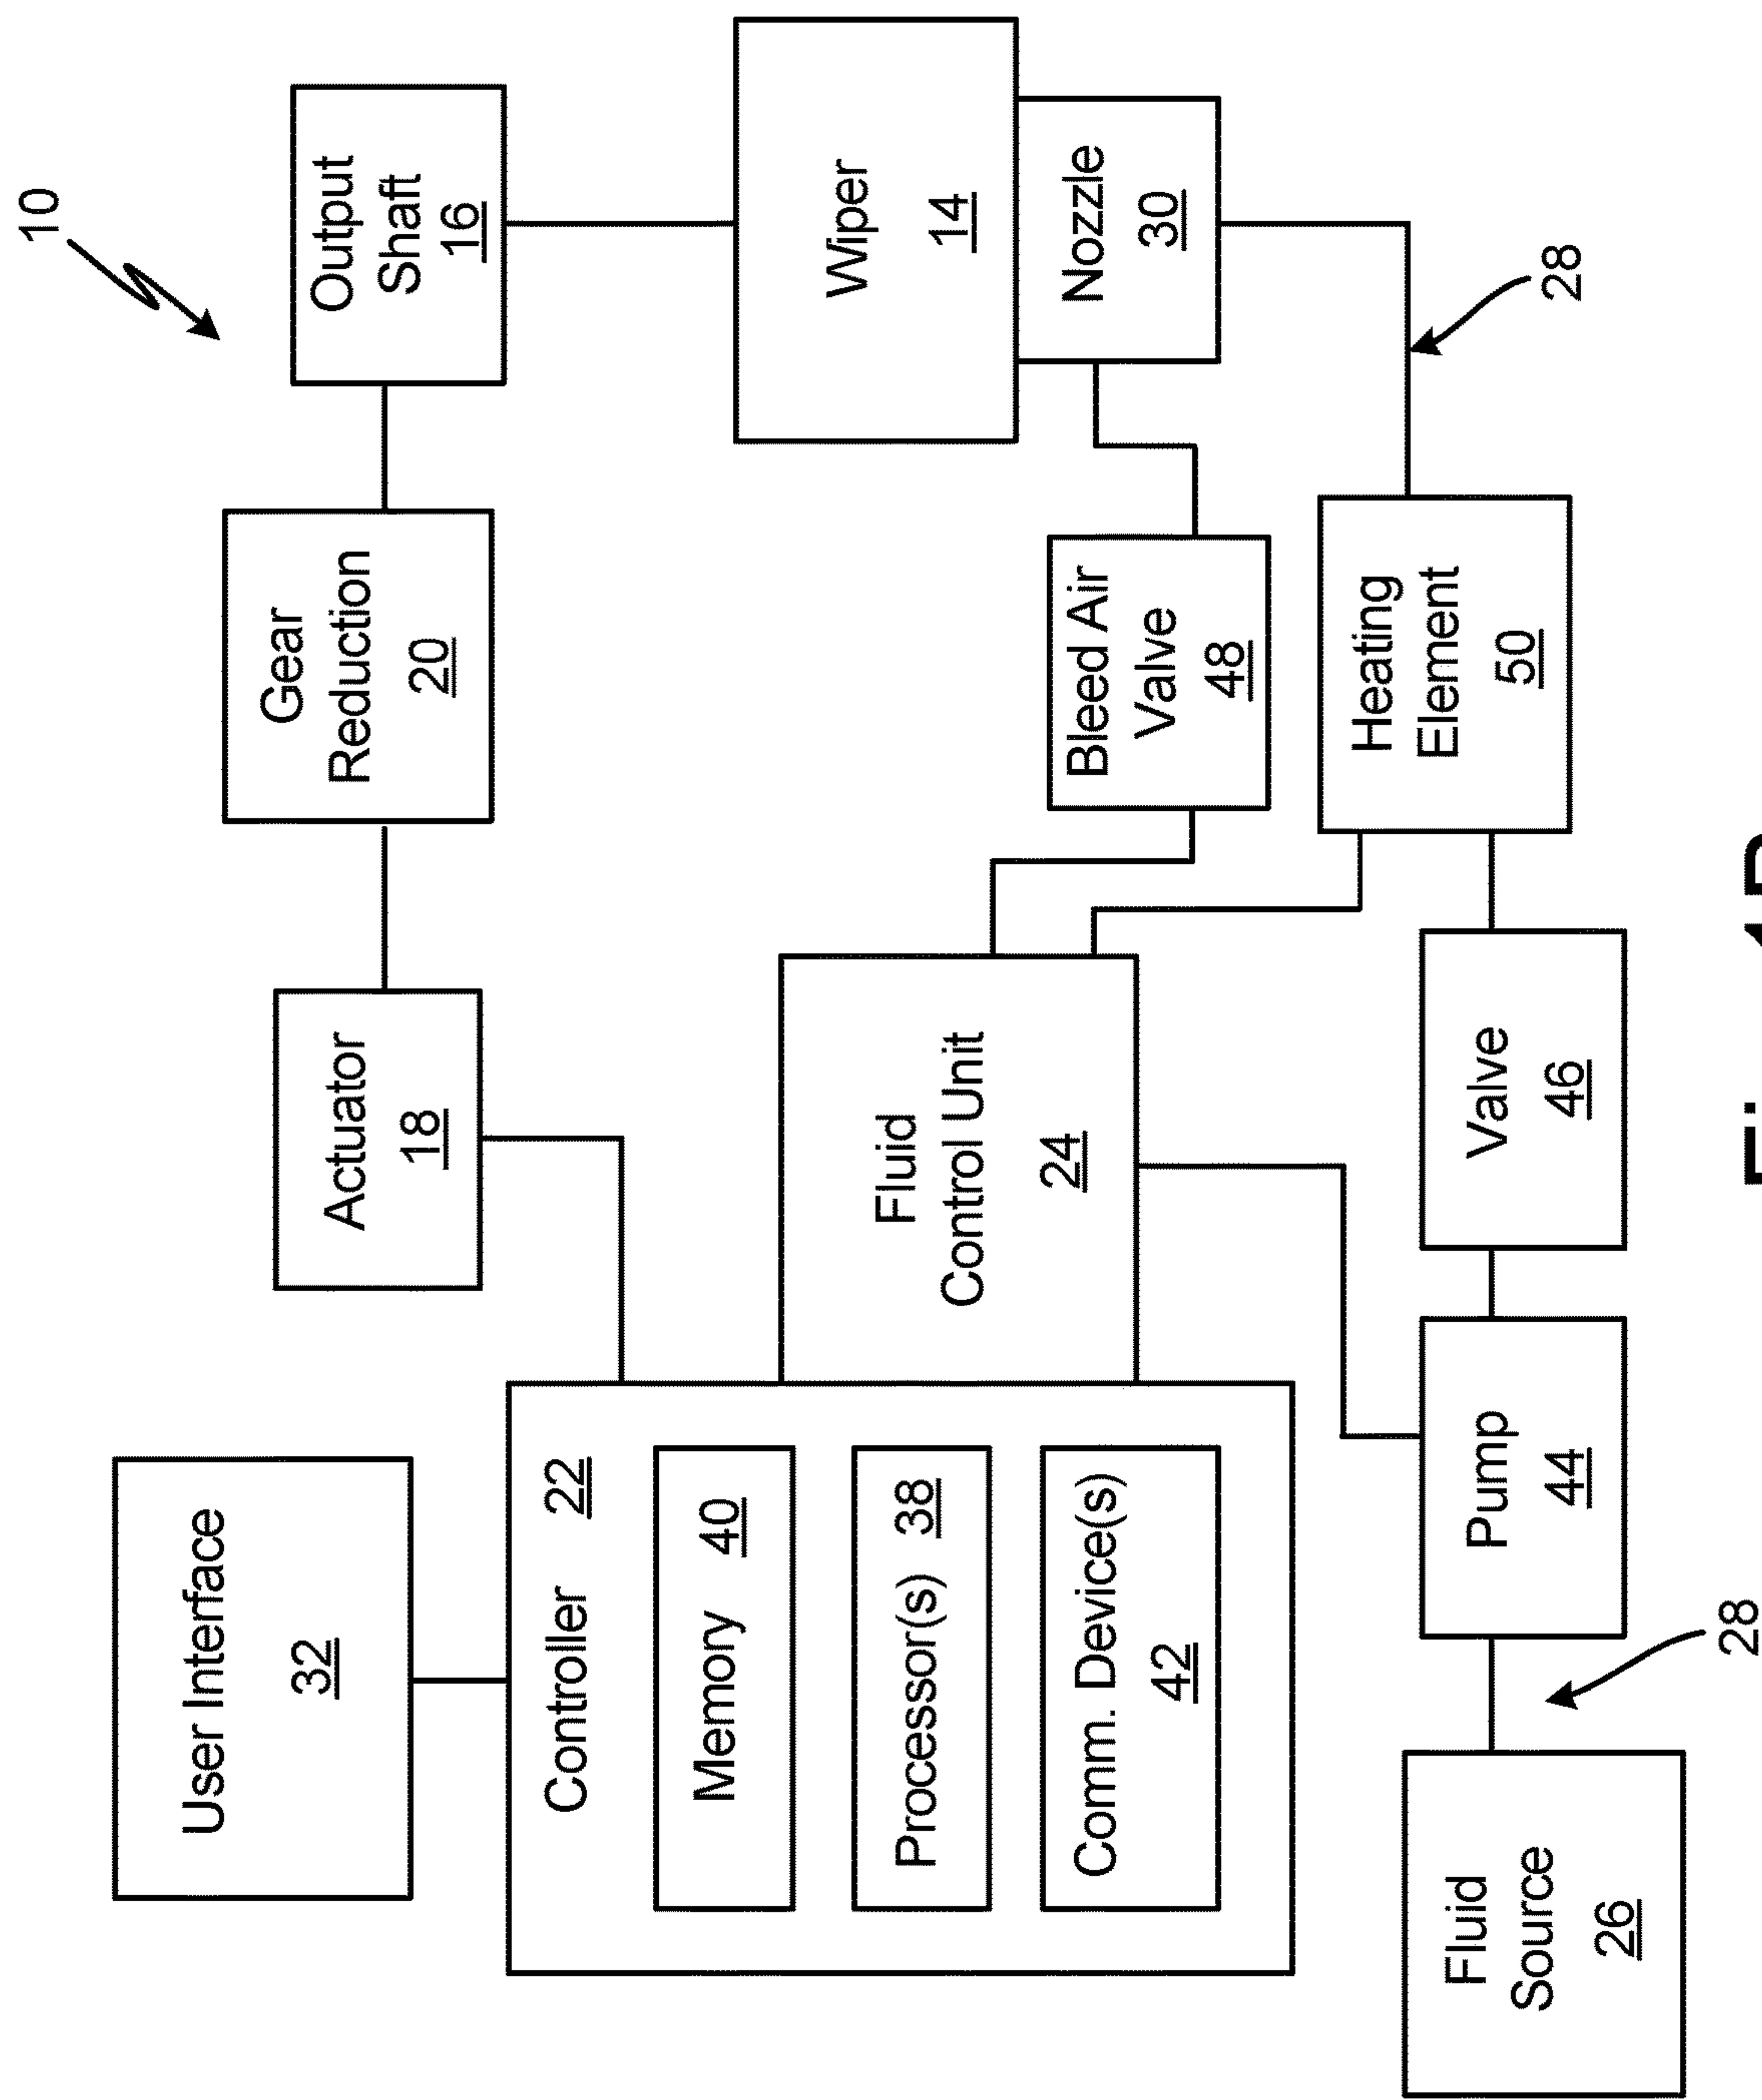 10
User Interface
32
Actuator
18
Gear
Reduction
20
Output
Shaft
16
Controller 22
Memory 40
Processor(s) 38
Comm. Device(s)
42
Fluid
Control Unit
24
Wiper
14
Nozzle
30
Bleed Air
Valve
48
Heating
Element
50
28
Fluid
Source
26
28
Pump
44
Valve
46